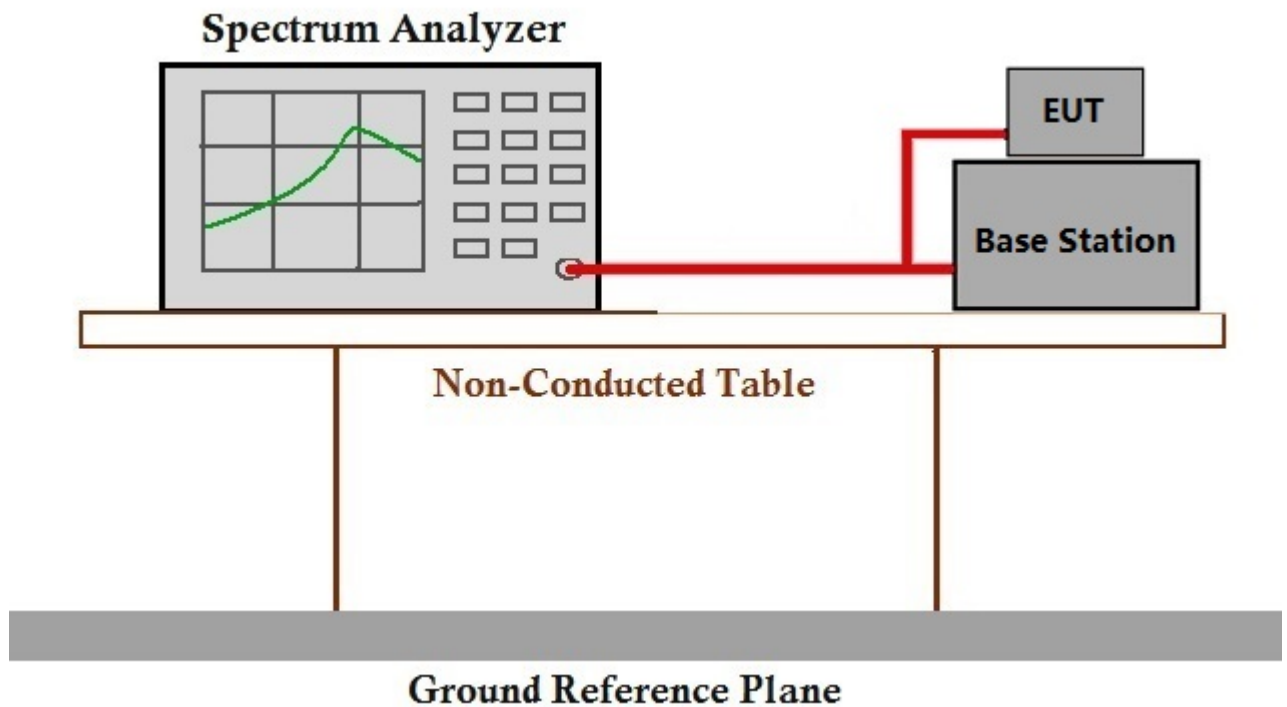 Spectrum Analyzer
EUT
Base Station
Non-Conducted Table
Ground Reference Plane